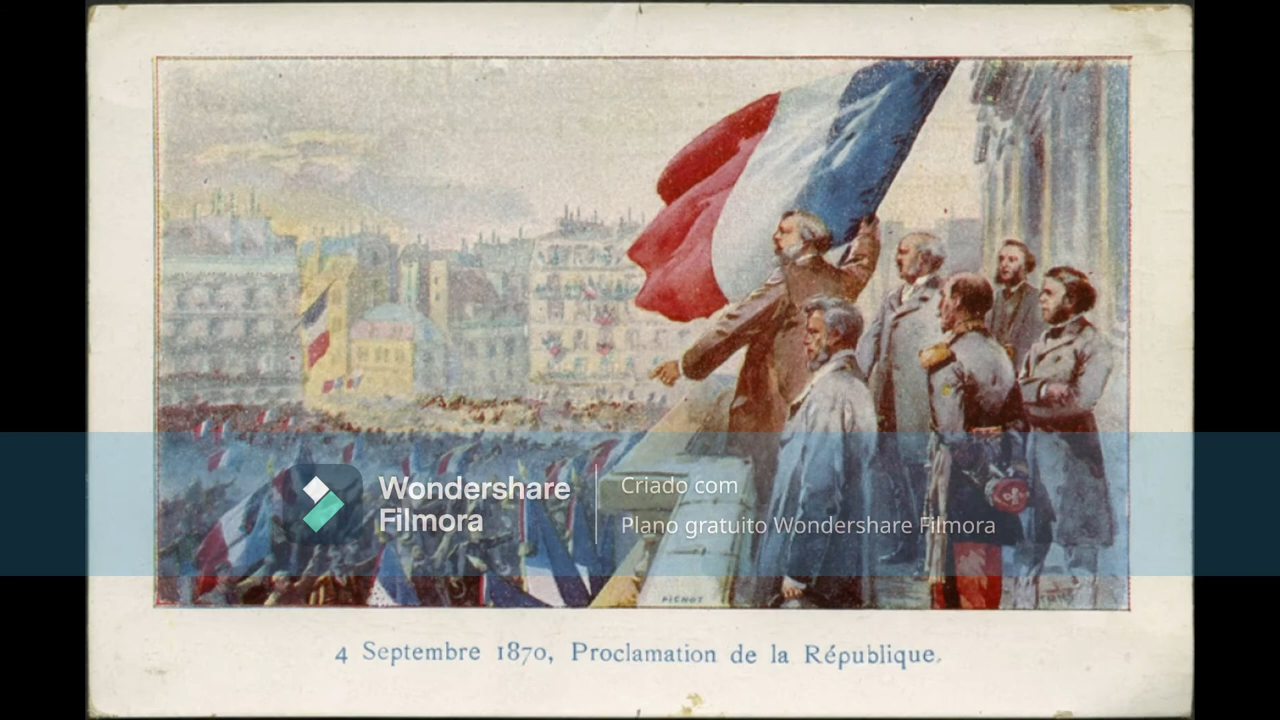 Wondershare
Filmora
Criado com
Plano gratuito Wondershare Filmora
PICHOT
4 Septembre 1870, Proclamation de la République.